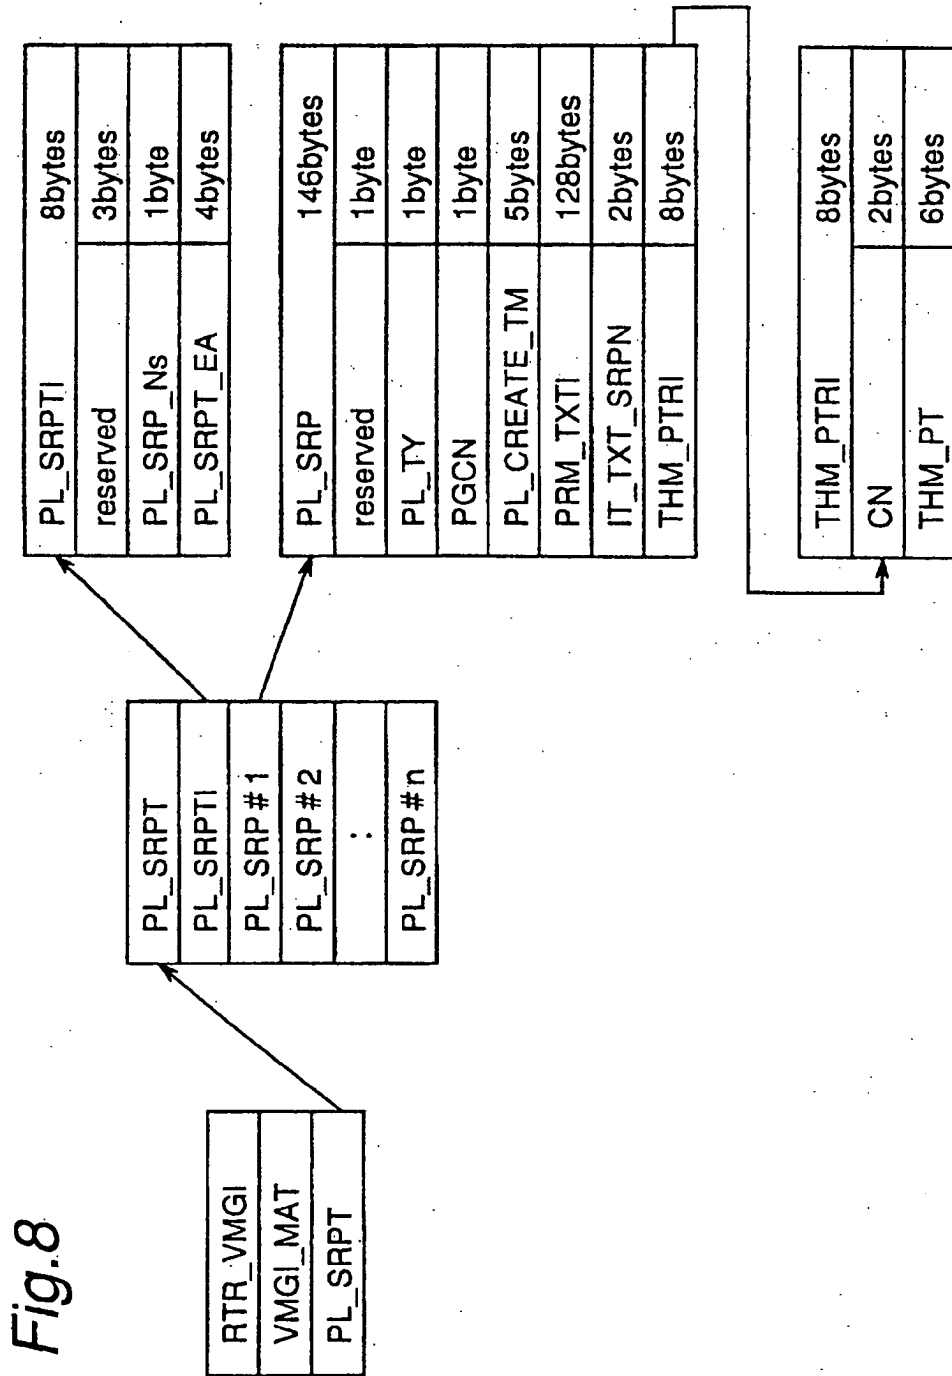 Fig.8
RTR_VMGI
VMGI_MAT
PL_SRPT
PL_SRPT
PL_SRPTI
PL_SRP#1
PL_SRP#2
:
PL_SRP#n
PL_SRPTI 8bytes
reserved 3bytes
PL_SRP_Ns 1byte
PL_SRPT_EA 4bytes
PL_SRP 146bytes
reserved 1byte
PL_TY 1byte
PGCN 1byte
PL_CREATE_TM 5bytes
PRM_TXTI 128bytes
IT_TXT_SRPN 2bytes
THM_PTRI 8bytes
THM_PTRI 8bytes
CN 2bytes
THM_PT 6bytes